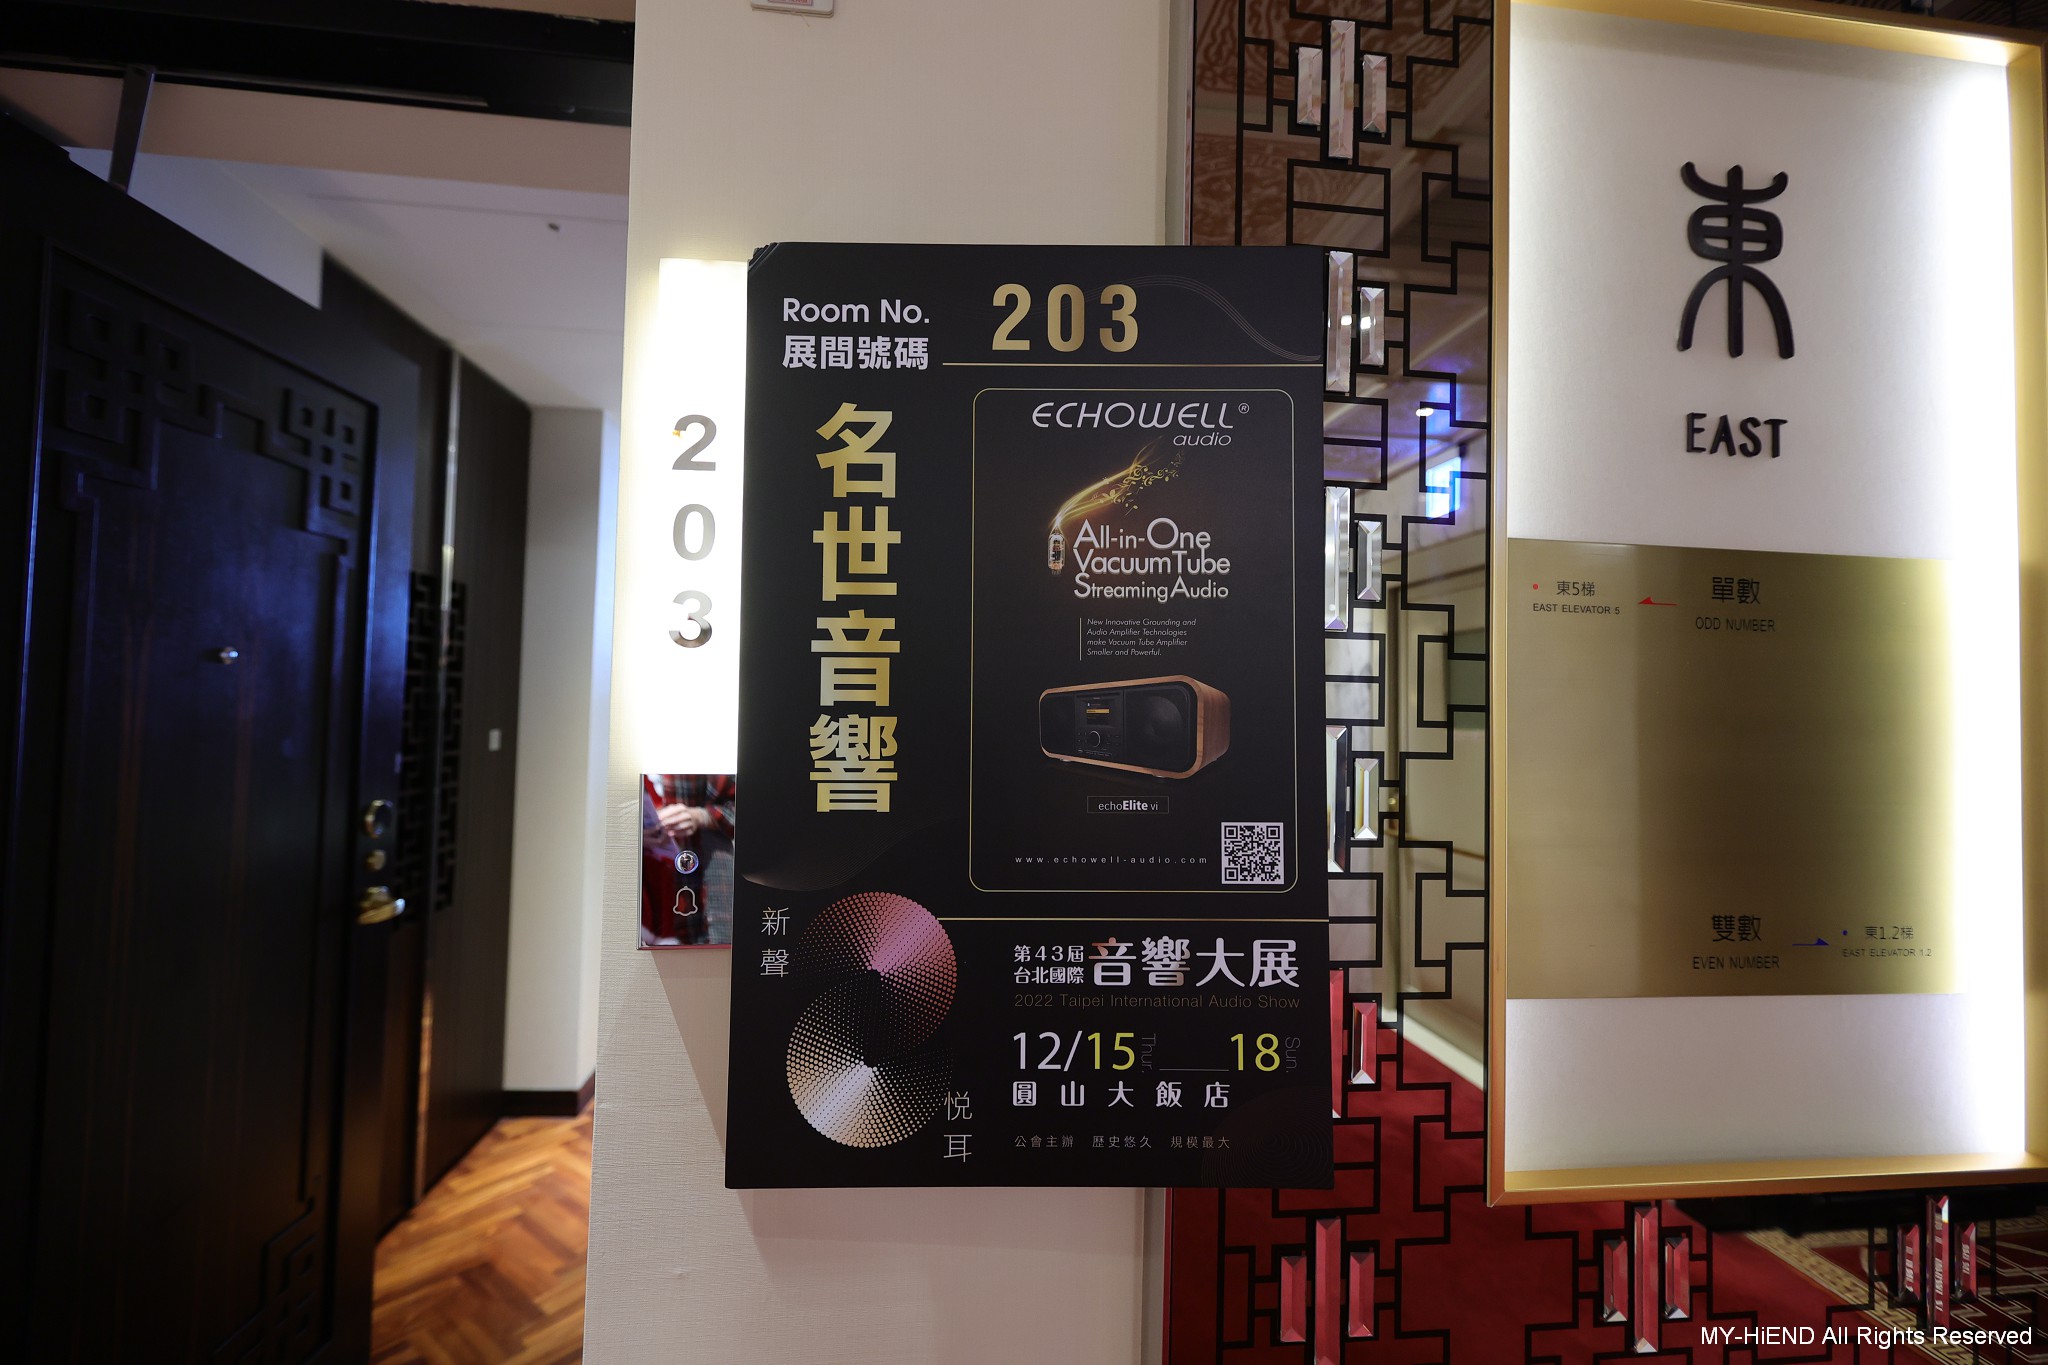 203
Room No.
展間號碼
203
名世音響
ECHOWELL®
audio
All-in-One
Vacuum Tube
Streaming Audio
New Innovative Grounding and
Audio Amplifier Technologies
make Vacuum Tube Amplifier
Smaller and Powerful.
echoElite vi
www.echowell-audio.com
新聲
悅耳
第43屆
台北國際
音響大展
2022 Taipei International Audio Show
12/15 Thur. 18 Sun.
圓山大飯店
公會主辦 歷史悠久 規模最大
東
EAST
東5梯
EAST ELEVATOR 5
單數
ODD NUMBER
雙數
EVEN NUMBER
東1.2梯
EAST ELEVATOR 1.2
MY-HiEND All Rights Reserved